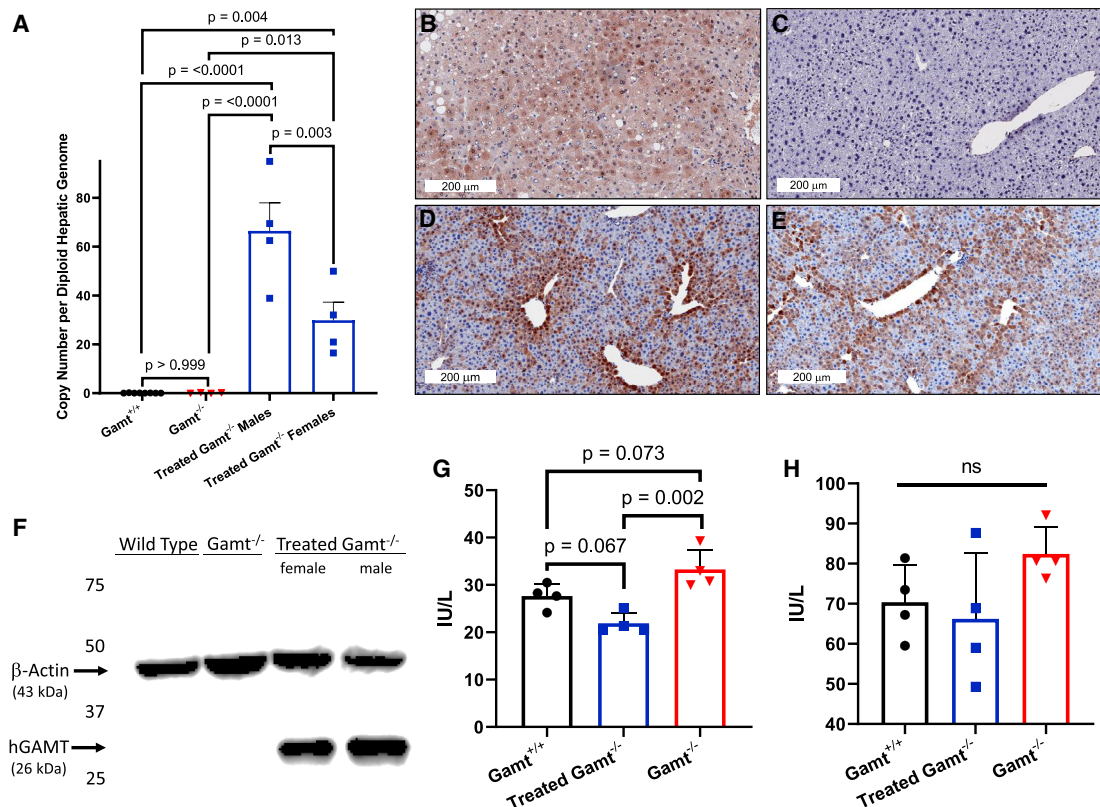 A
p = 0.004
p = 0.013
p = <0.0001
p = <0.0001
p = 0.003
p > 0.999
Copy Number per Diploid Hepatic Genome
80
60
40
20
0
Gamt+/+
Gamt-/-
Treated Gamt-/- Males
Treated Gamt-/- Females
B
200 μm
C
200 μm
D
200 μm
E
200 μm
F
Wild Type Gamt-/- Treated Gamt-/-
female male
75
50
β-Actin
(43 kDa)
37
hGAMT
(26 kDa)
25
G
p = 0.073
p = 0.002
p = 0.067
IU/L
50
40
30
20
10
0
Gamt+/+
Treated Gamt-/-
Gamt-/-
H
ns
IU/L
100
90
80
70
60
50
40
Gamt+/+
Treated Gamt-/-
Gamt-/-